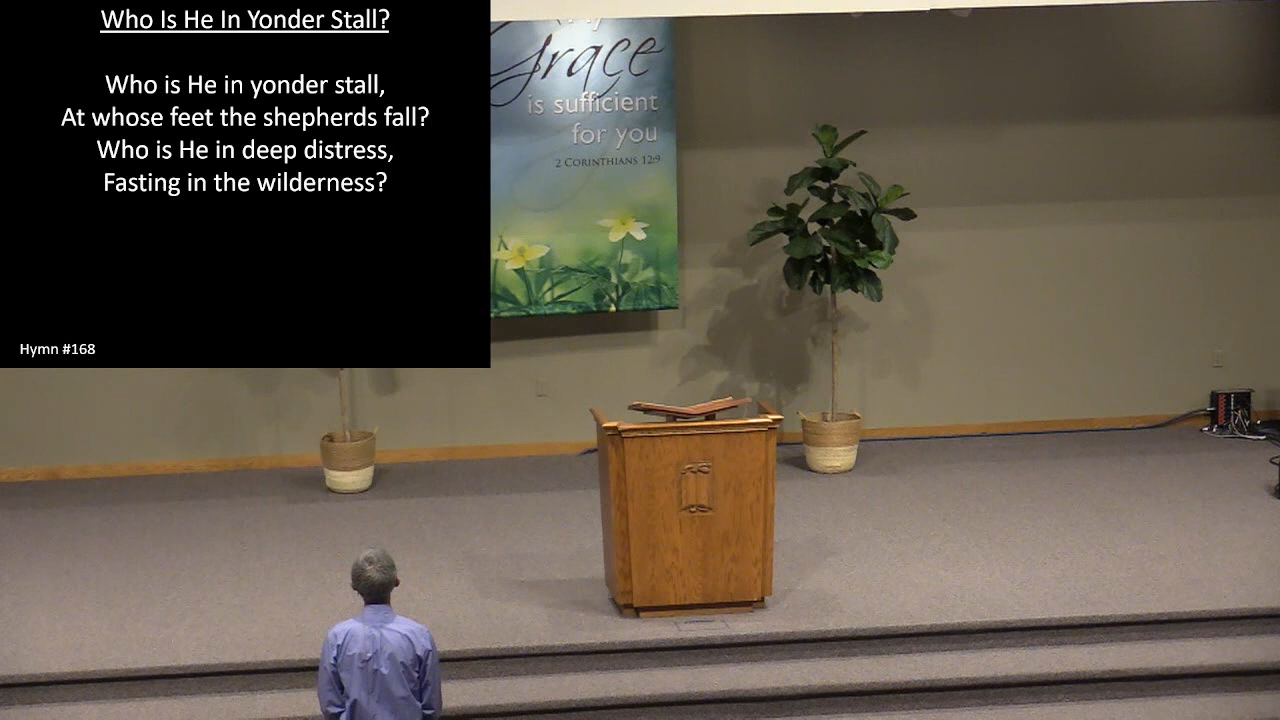 Who Is He In Yonder Stall?
Who is He in yonder stall,
At whose feet the shepherds fall?
Who is He in deep distress,
Fasting in the wilderness?
Hymn #168
Grace
is sufficient
for you
2 Corinthians 12:9